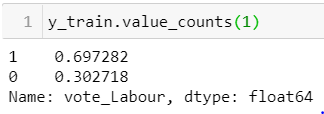 1 y_train.value_counts(1)
1    0.697282
0    0.302718
Name: vote_Labour, dtype: float64